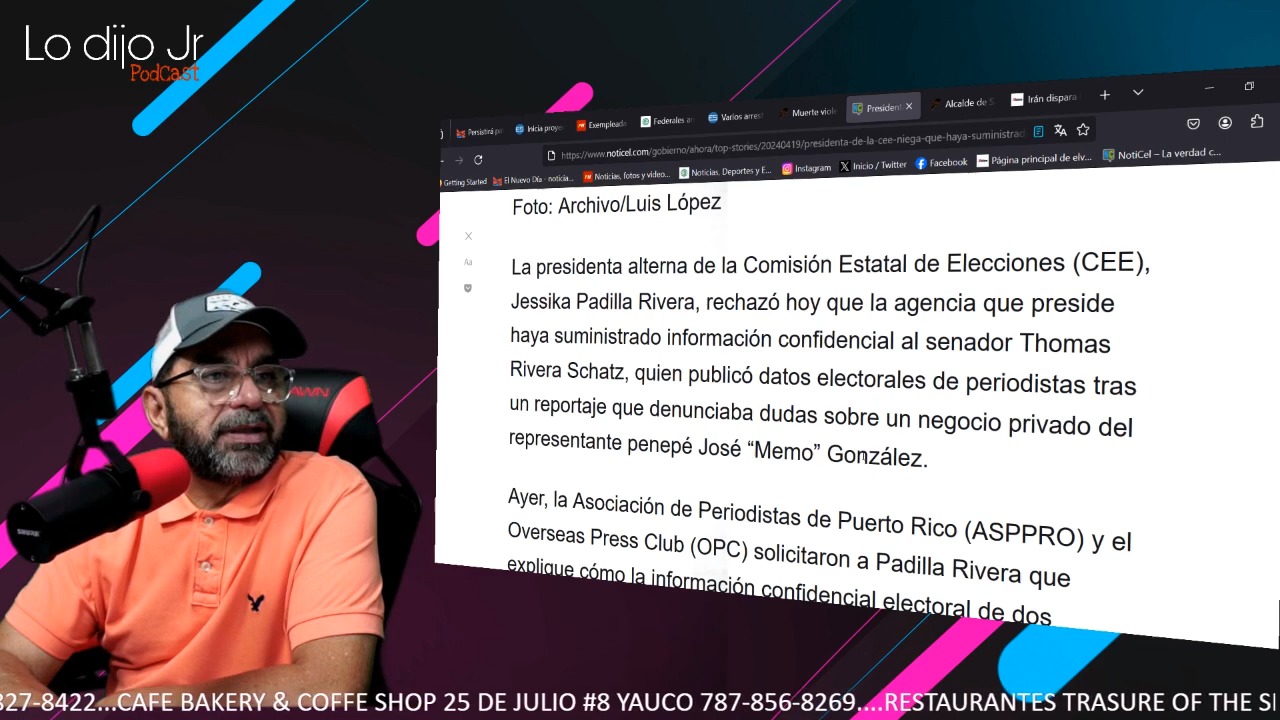 Lo dijo Jr
PodCast
Persistirá pa
Inicia proye
Exempleada
Federales ar
Varios arrest
Muerte viole
President
Alcalde de S
Irán dispara
https://www.noticel.com/gobierno/ahora/top-stories/20240419/presidenta-de-la-cee-niega-que-haya-suministrad
Getting Started
El Nuevo Día - noticia...
Noticias, fotos y video...
Noticias, Deportes y E...
Instagram
Inicio / Twitter
Facebook
Página principal de elv...
NotiCel – La verdad c...
Foto: Archivo/Luis López
Aa
La presidenta alterna de la Comisión Estatal de Elecciones (CEE),
Jessika Padilla Rivera, rechazó hoy que la agencia que preside
haya suministrado información confidencial al senador Thomas
Rivera Schatz, quien publicó datos electorales de periodistas tras
un reportaje que denunciaba dudas sobre un negocio privado del
representante penepé José “Memo” González.
Ayer, la Asociación de Periodistas de Puerto Rico (ASPPRO) y el
Overseas Press Club (OPC) solicitaron a Padilla Rivera que
explique cómo la información confidencial electoral de dos
SHURE
827-8422...CAFE BAKERY & COFFE SHOP 25 DE JULIO #8 YAUCO 787-856-8269....RESTAURANTES TRASURE OF THE S